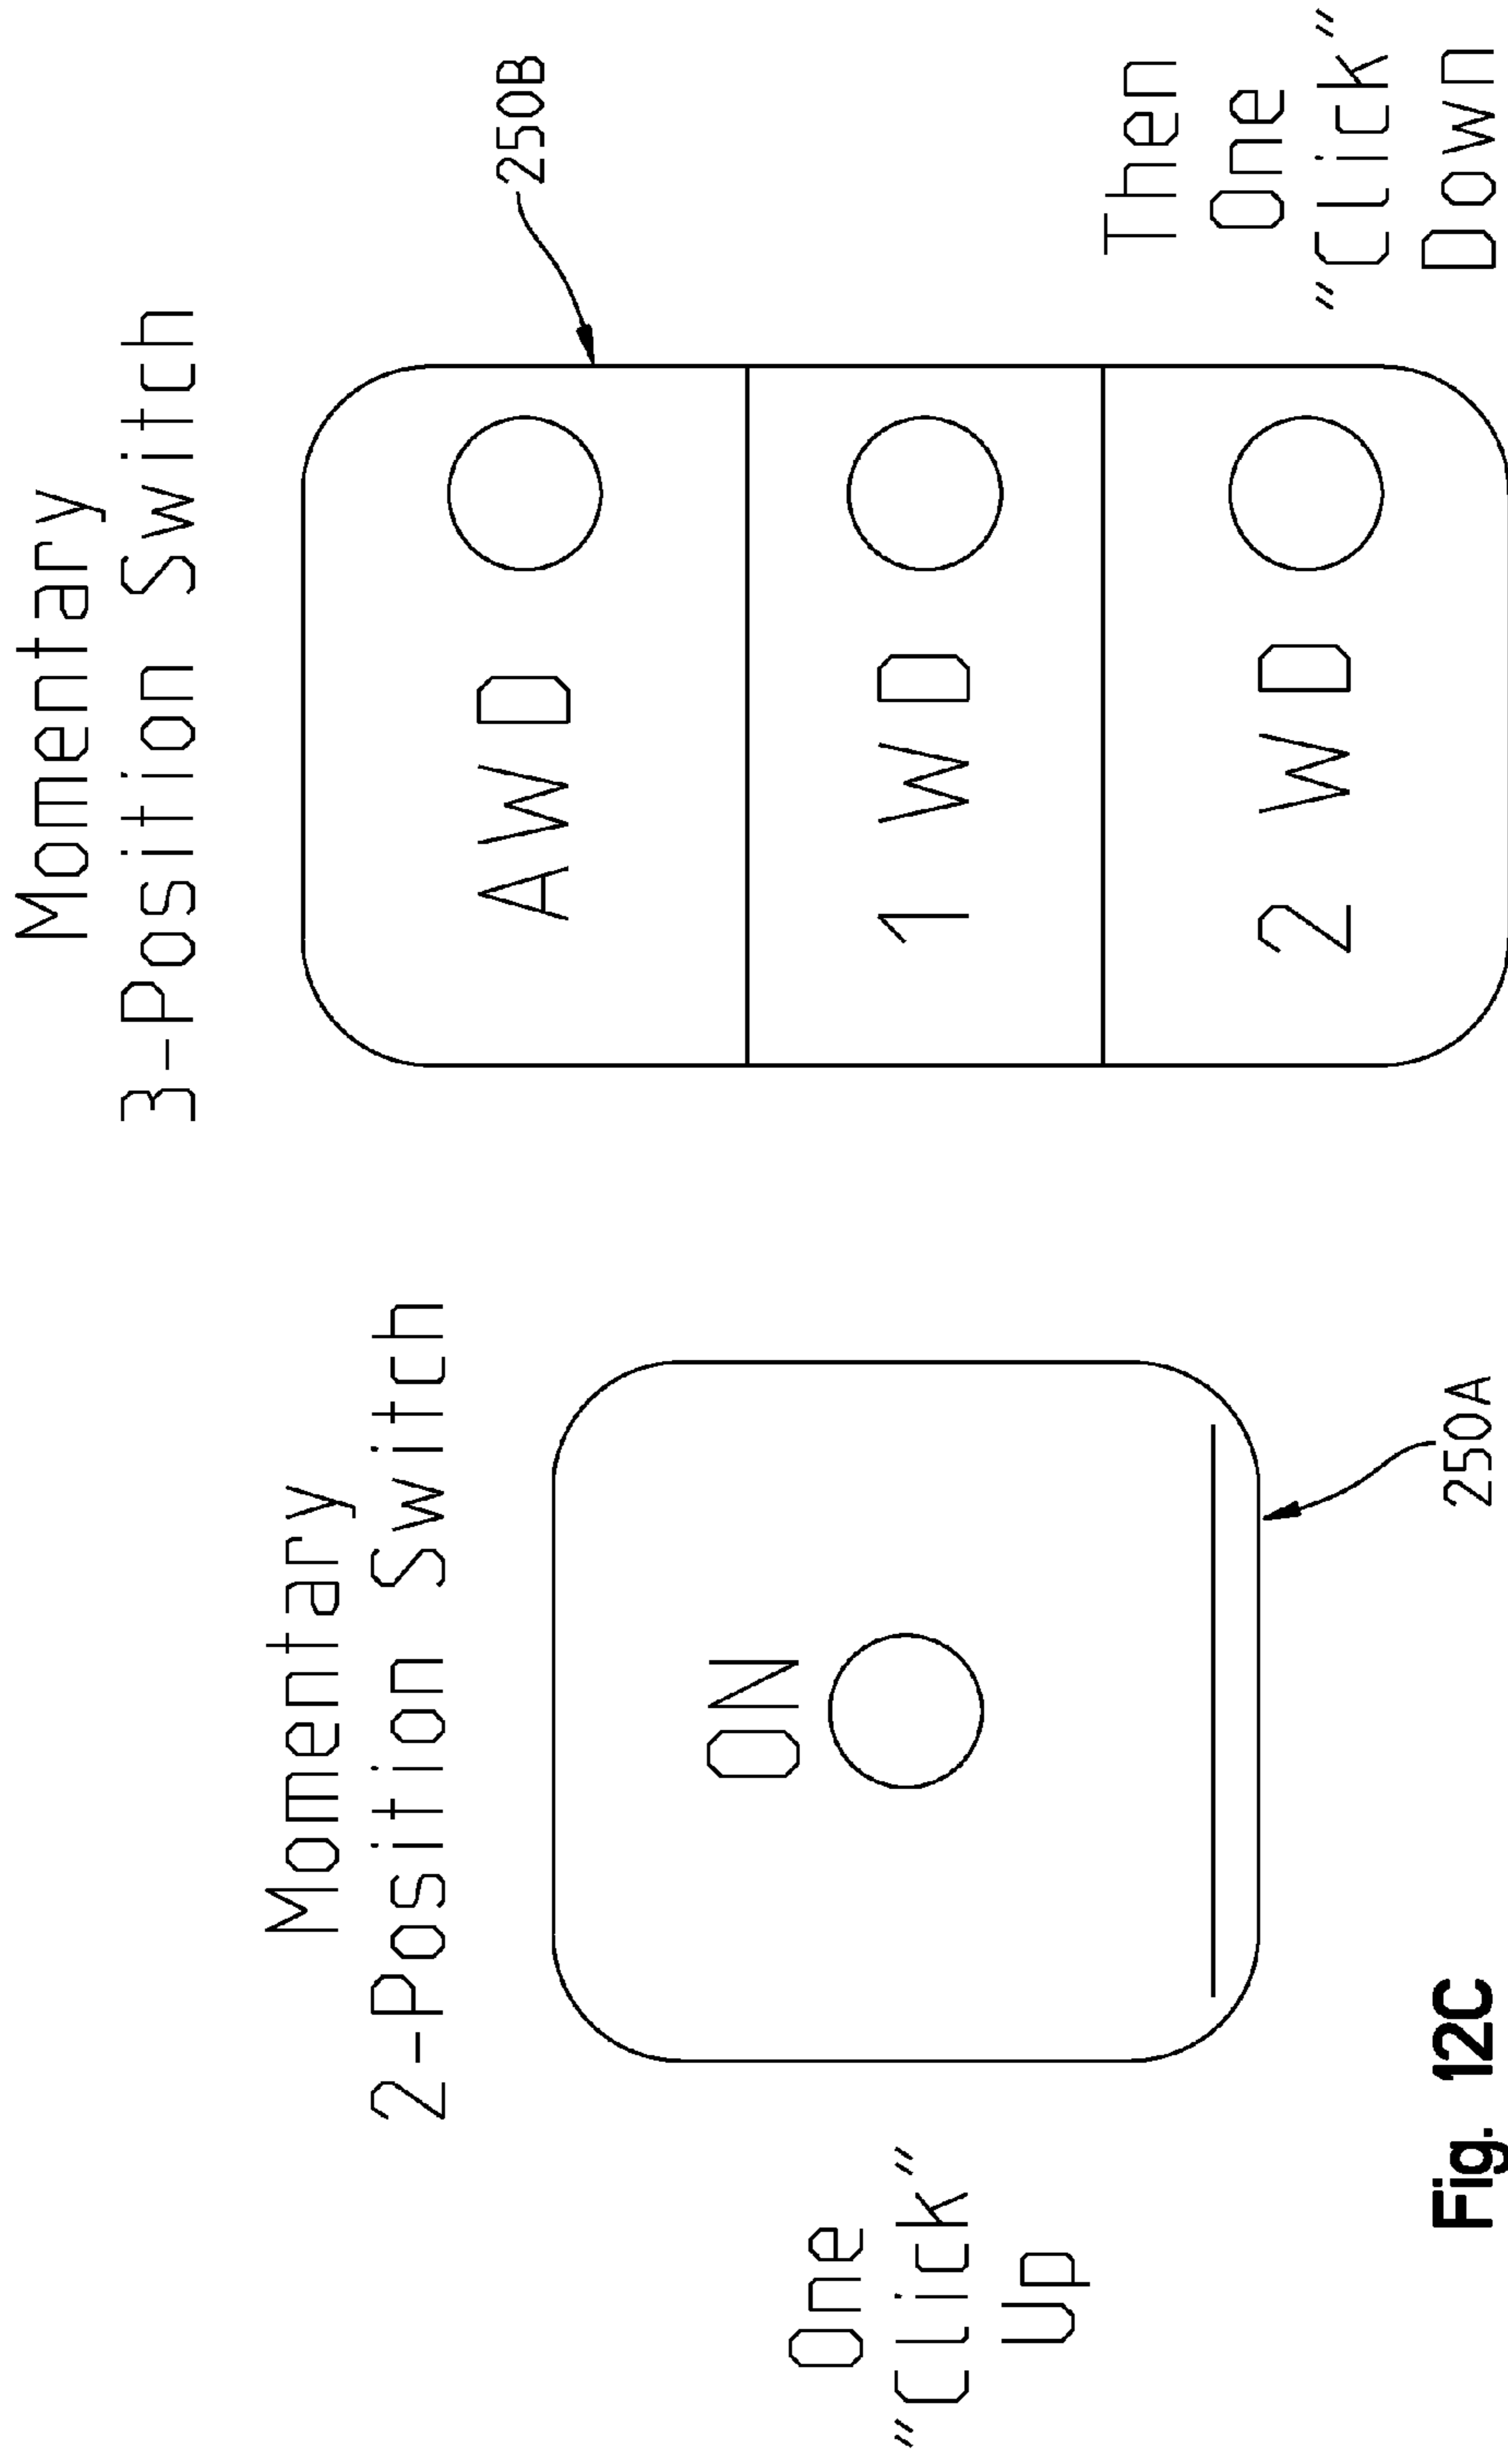 Momentary
2-Position Switch
ON
One
"Click"
Up
250A
Momentary
3-Position Switch
250B
AWD
1 WD
2 WD
Then
One
"Click"
Down
Fig. 12C